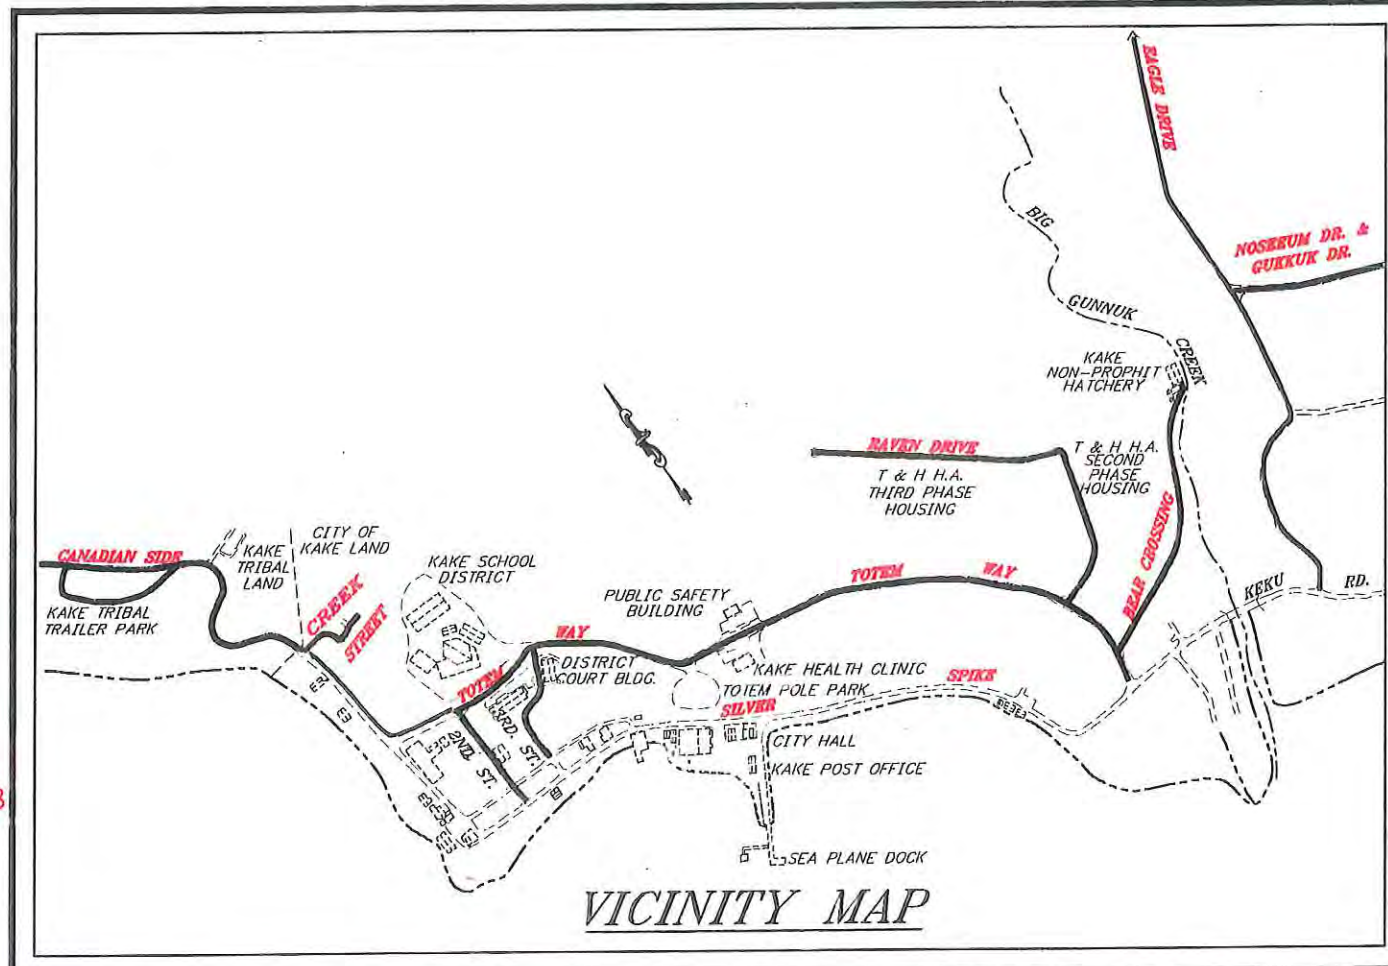 EAGLE DRIVE
NOSEEUM DR. &
GUKKUK DR.
BIG
GUNNUK
CREEK
KAKE
NON-PROPHIT
HATCHERY
RAVEN DRIVE
T & H H.A.
THIRD PHASE
HOUSING
T & H H.A.
SECOND
PHASE
HOUSING
BEAR CROSSING
CANADIAN SIDE
KAKE
TRIBAL
LAND
CITY OF
KAKE LAND
KAKE SCHOOL
DISTRICT
KAKE TRIBAL
TRAILER PARK
CREEK
STREET
PUBLIC SAFETY
BUILDING
TOTEM
WAY
KEKU
RD.
WAY
TOTEM
DISTRICT
COURT BLDG.
KAKE HEALTH CLINIC
TOTEM POLE PARK
SILVER
SPIKE
2ND. ST.
3RD. ST.
CITY HALL
KAKE POST OFFICE
SEA PLANE DOCK
VICINITY MAP